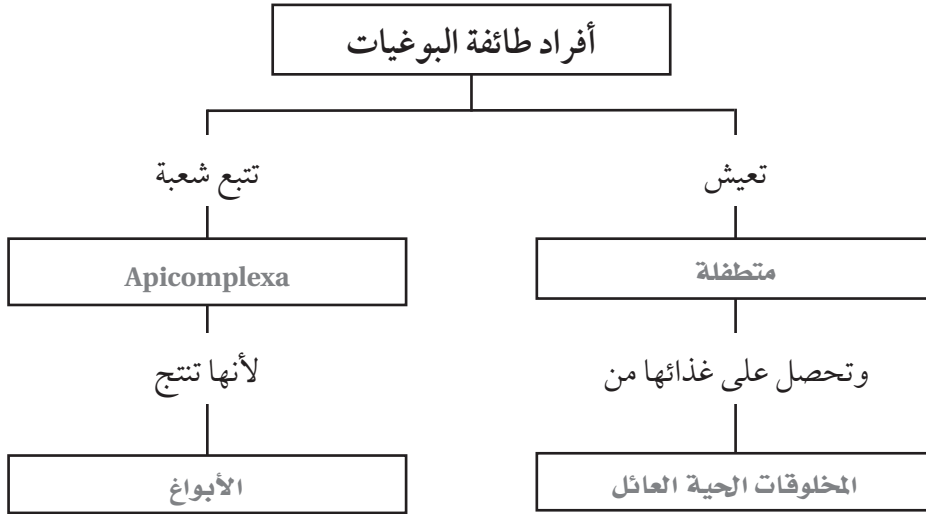 أفراد طائفة البوغيات
تعيش
تتبع شعبة
متطفلة
Apicomplexa
وتحصل على غذائها من
لأنها تنتج
المخلوقات الحية العائل
الأبواغ